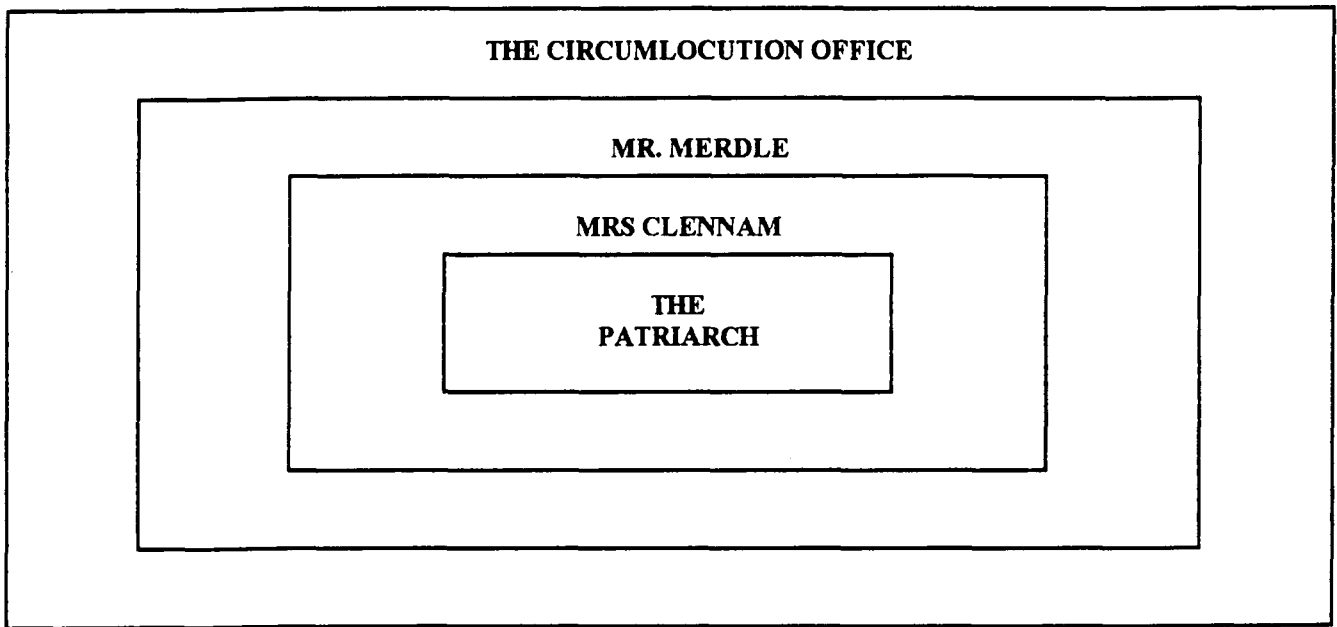 THE CIRCUMLOCUTION OFFICE
MR. MERDLE
MRS CLENNAM
THE
PATRIARCH